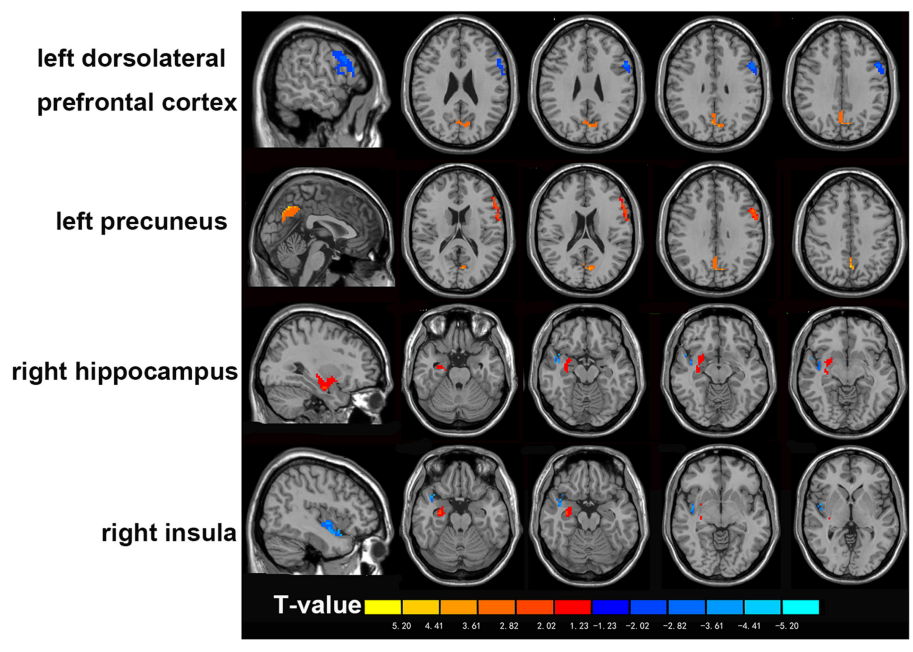 left dorsolateral
prefrontal cortex
left precuneus
right hippocampus
right insula
T-value
5.20 4.41 3.61 2.82 2.02 1.23 -1.23 -2.02 -2.82 -3.61 -4.41 -5.20